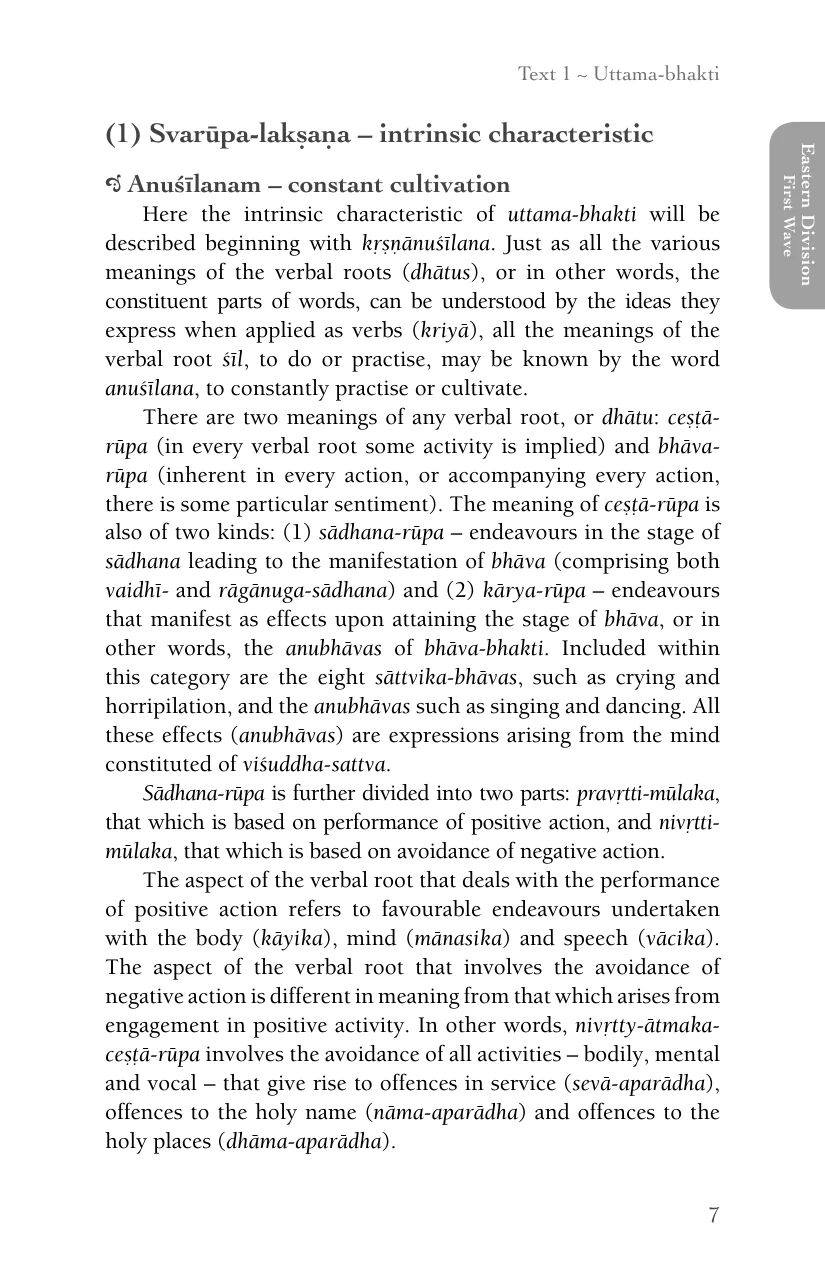 Text 1 ~ Uttama-bhakti
(1) Svarūpa-lakṣaṇa – intrinsic characteristic
Anuśīlanam – constant cultivation
Here the intrinsic characteristic of uttama-bhakti will be
described beginning with kṛṣṇānuśīlana. Just as all the various
meanings of the verbal roots (dhātus), or in other words, the
constituent parts of words, can be understood by the ideas they
express when applied as verbs (kriyā), all the meanings of the
verbal root śīl, to do or practise, may be known by the word
anuśīlana, to constantly practise or cultivate.
There are two meanings of any verbal root, or dhātu: ceṣṭā-
rūpa (in every verbal root some activity is implied) and bhāva-
rūpa (inherent in every action, or accompanying every action,
there is some particular sentiment). The meaning of ceṣṭā-rūpa is
also of two kinds: (1) sādhana-rūpa – endeavours in the stage of
sādhana leading to the manifestation of bhāva (comprising both
vaidhī- and rāgānuga-sādhana) and (2) kārya-rūpa – endeavours
that manifest as effects upon attaining the stage of bhāva, or in
other words, the anubhāvas of bhāva-bhakti. Included within
this category are the eight sāttvika-bhāvas, such as crying and
horripilation, and the anubhāvas such as singing and dancing. All
these effects (anubhāvas) are expressions arising from the mind
constituted of viśuddha-sattva.
Sādhana-rūpa is further divided into two parts: pravṛtti-mūlaka,
that which is based on performance of positive action, and nivṛtti-
mūlaka, that which is based on avoidance of negative action.
The aspect of the verbal root that deals with the performance
of positive action refers to favourable endeavours undertaken
with the body (kāyika), mind (mānasika) and speech (vācika).
The aspect of the verbal root that involves the avoidance of
negative action is different in meaning from that which arises from
engagement in positive activity. In other words, nivṛtty-ātmaka-
ceṣṭā-rūpa involves the avoidance of all activities – bodily, mental
and vocal – that give rise to offences in service (sevā-aparādha),
offences to the holy name (nāma-aparādha) and offences to the
holy places (dhāma-aparādha).
Eastern Division
First Wave
7